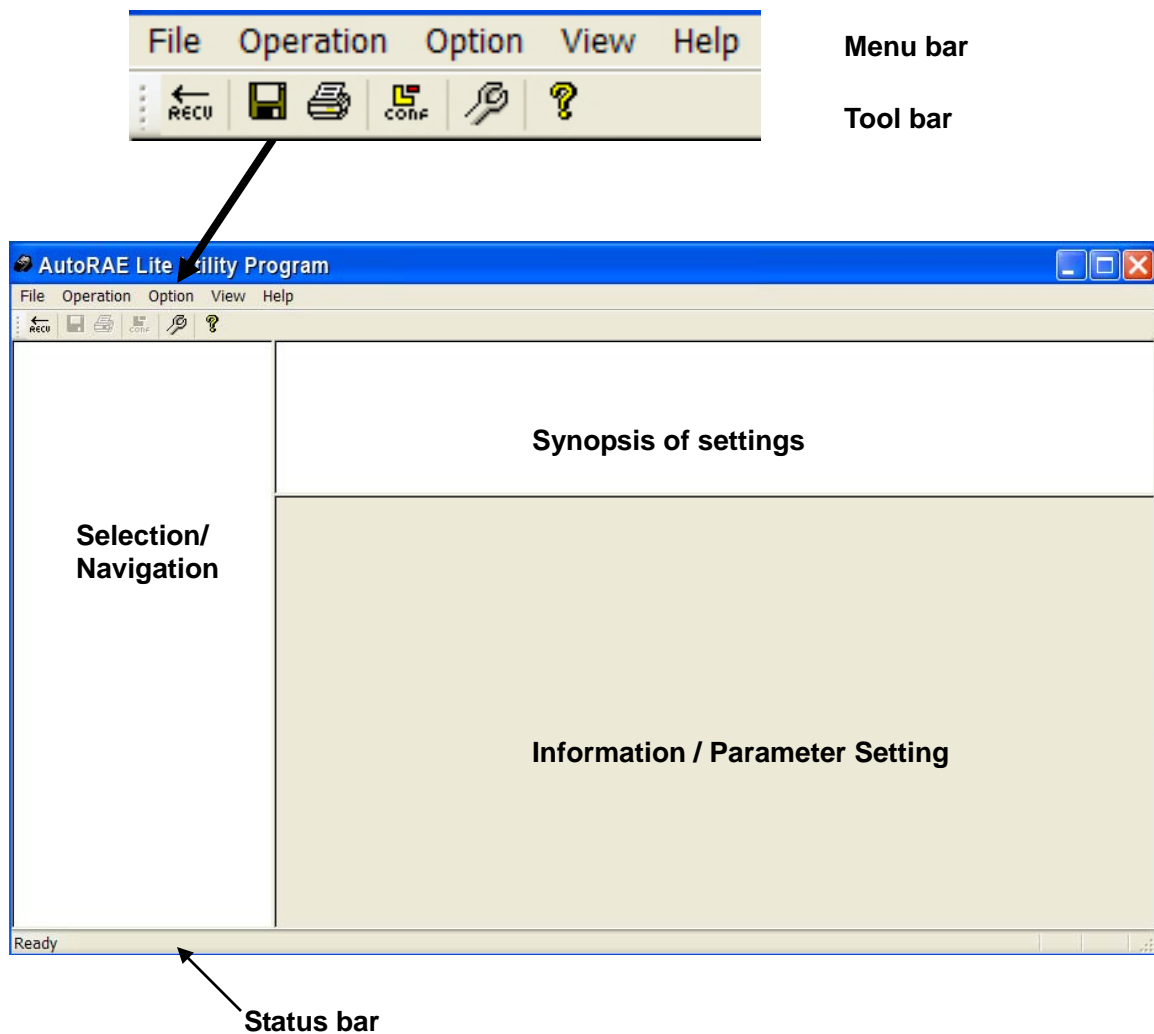 File Operation Option View Help
Menu bar
RECV CONF
Tool bar
AutoRAE Lite Utility Program
File Operation Option View Help
RECV CONF
Synopsis of settings
Selection/
Navigation
Information / Parameter Setting
Ready
Status bar